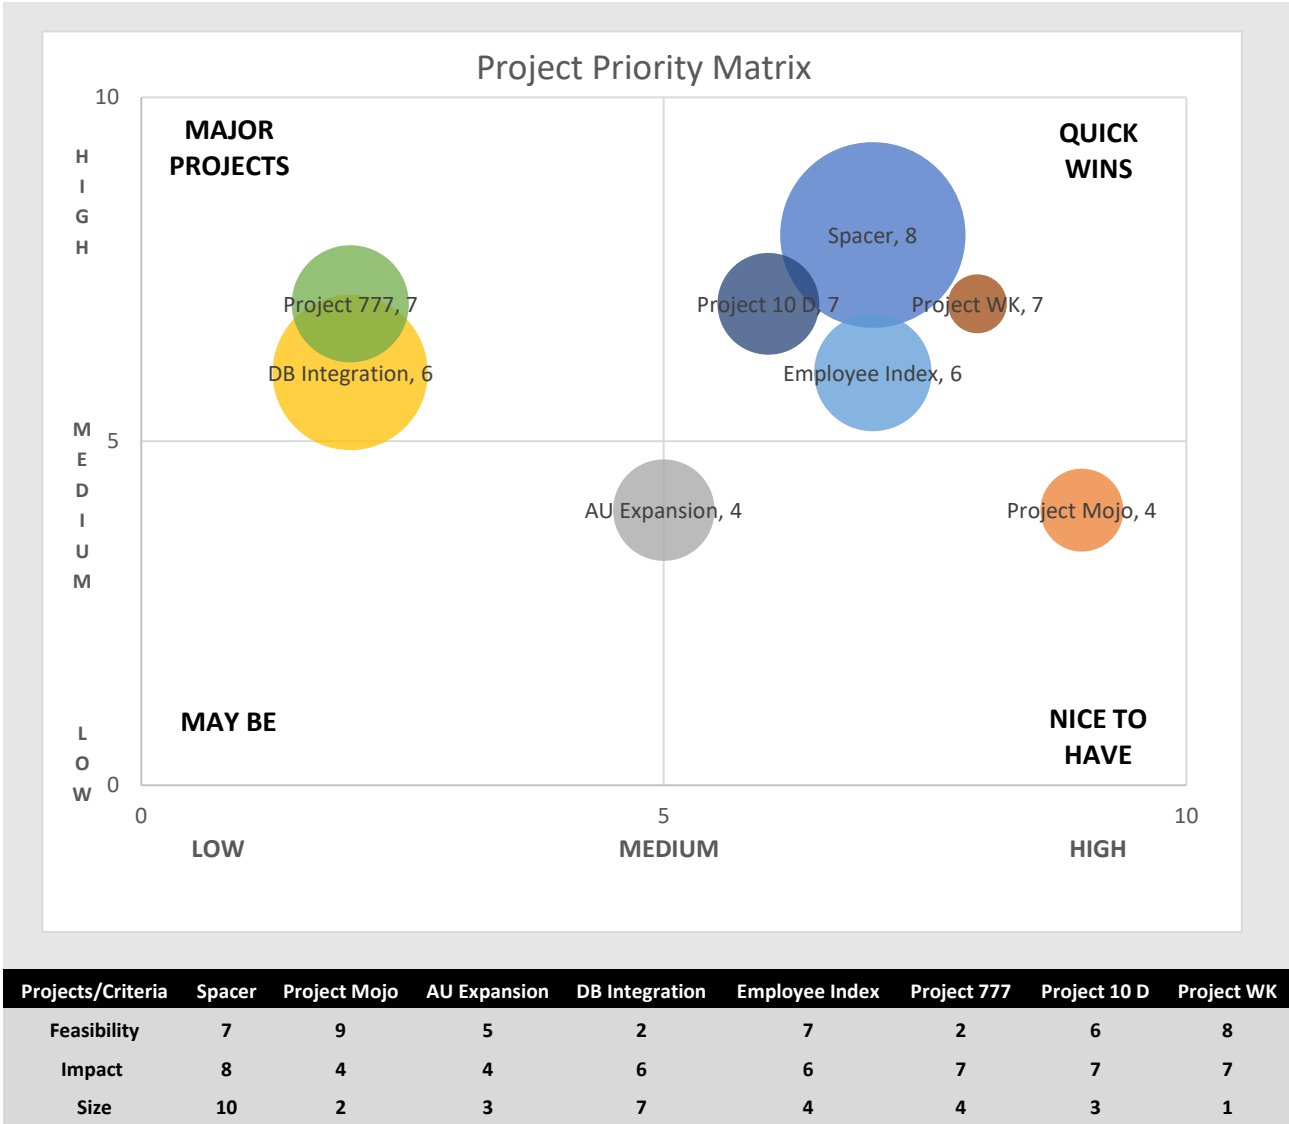 Project Priority Matrix
10
MAJOR
PROJECTS
QUICK
WINS
HIGH
Spacer, 8
Project 777, 7
Project 10 D, 7
Project WK, 7
DB Integration, 6
Employee Index, 6
MEDIUM
5
AU Expansion, 4
Project Mojo, 4
MAY BE
NICE TO
HAVE
LOW
0
0 5 10
LOW MEDIUM HIGH
Projects/Criteria Spacer Project Mojo AU Expansion DB Integration Employee Index Project 777 Project 10 D Project WK
Feasibility 7 9 5 2 7 2 6 8
Impact 8 4 4 6 6 7 7 7
Size 10 2 3 7 4 4 3 1